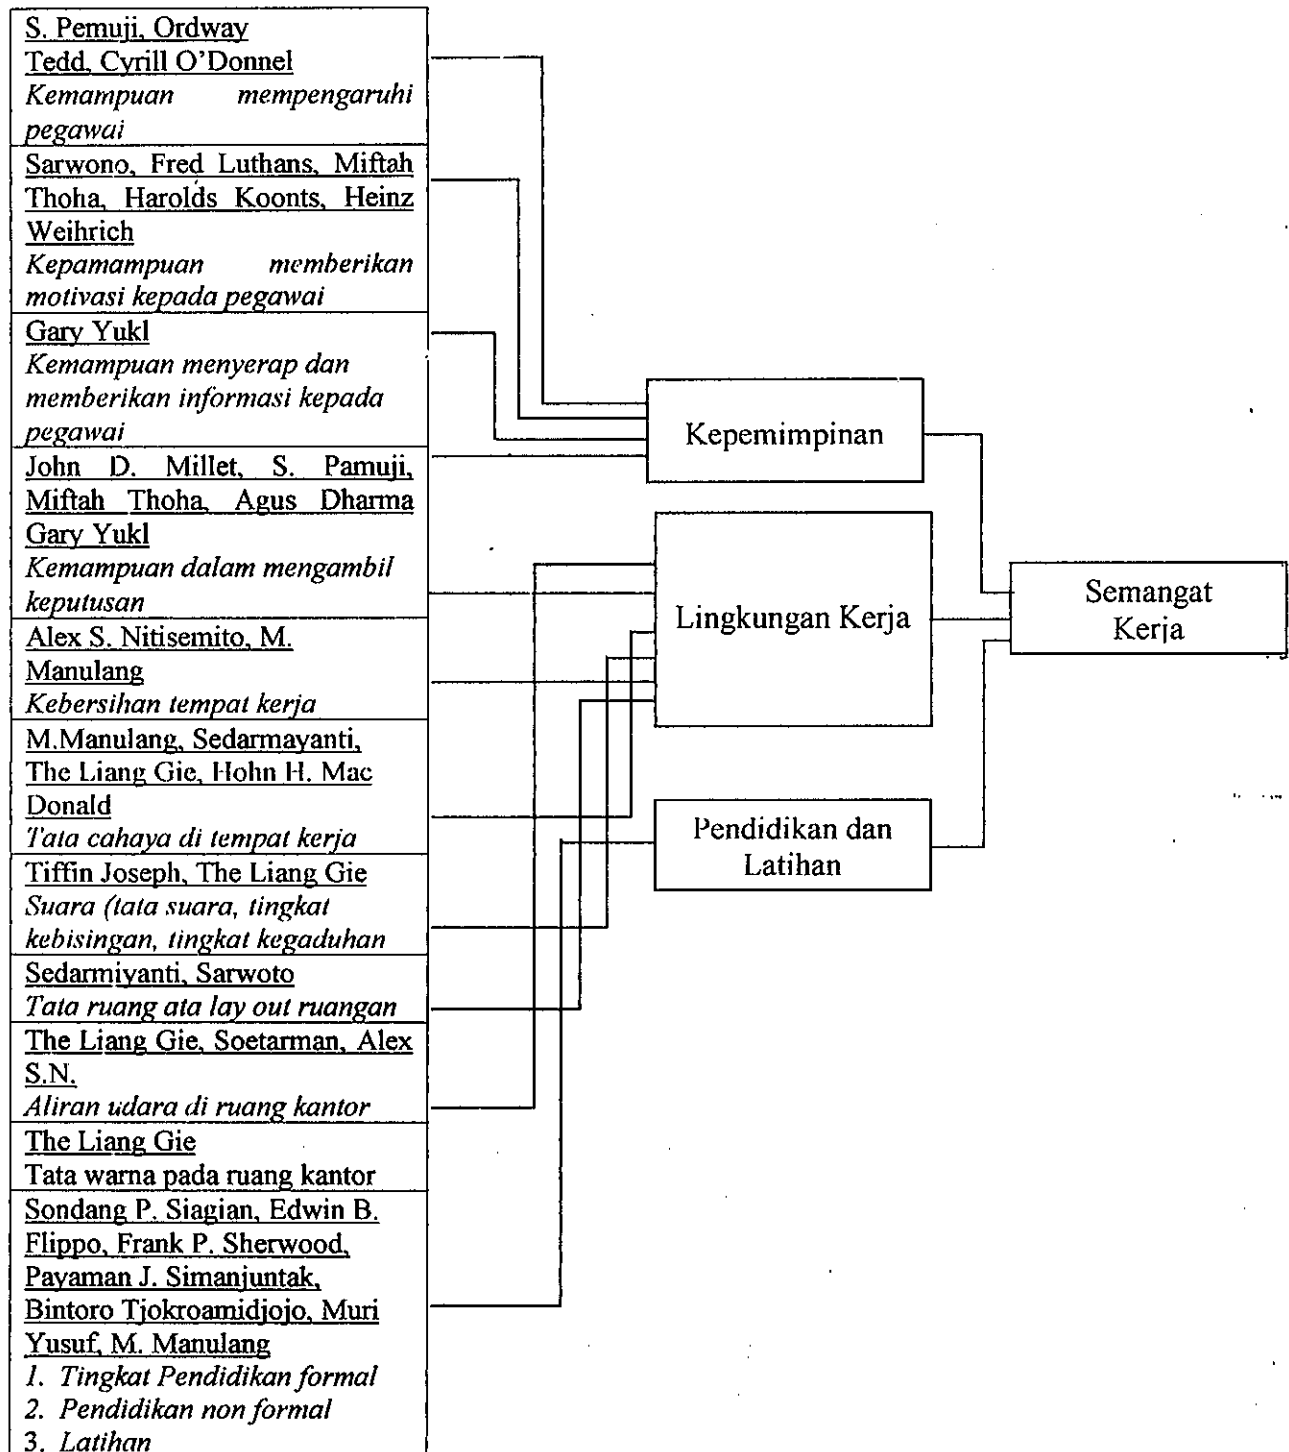 S. Pemuji, Ordway
Tedd, Cyrill O'Donnel
Kemampuan mempengaruhi
pegawai
Sarwono, Fred Luthans, Miftah
Thoha, Harolds Koonts, Heinz
Weihrich
Kepamampuan memberikan
motivasi kepada pegawai
Gary Yukl
Kemampuan menyerap dan
memberikan informasi kepada
pegawai
John D. Millet, S. Pamuji,
Miftah Thoha, Agus Dharma
Gary Yukl
Kemampuan dalam mengambil
keputusan
Alex S. Nitisemito, M.
Manulang
Kebersihan tempat kerja
M.Manulang, Sedarmayanti,
The Liang Gie, Hohn H. Mac
Donald
Tata cahaya di tempat kerja
Tiffin Joseph, The Liang Gie
Suara (tata suara, tingkat
kebisingan, tingkat kegaduhan
Sedarmiyanti, Sarwoto
Tata ruang ata lay out ruangan
The Liang Gie, Soetarman, Alex
S.N.
Aliran udara di ruang kantor
The Liang Gie
Tata warna pada ruang kantor
Sondang P. Siagian, Edwin B.
Flippo, Frank P. Sherwood,
Payaman J. Simanjuntak,
Bintoro Tjokroamidjojo, Muri
Yusuf, M. Manulang
1. Tingkat Pendidikan formal
2. Pendidikan non formal
3. Latihan
Kepemimpinan
Lingkungan Kerja
Pendidikan dan
Latihan
Semangat
Kerja